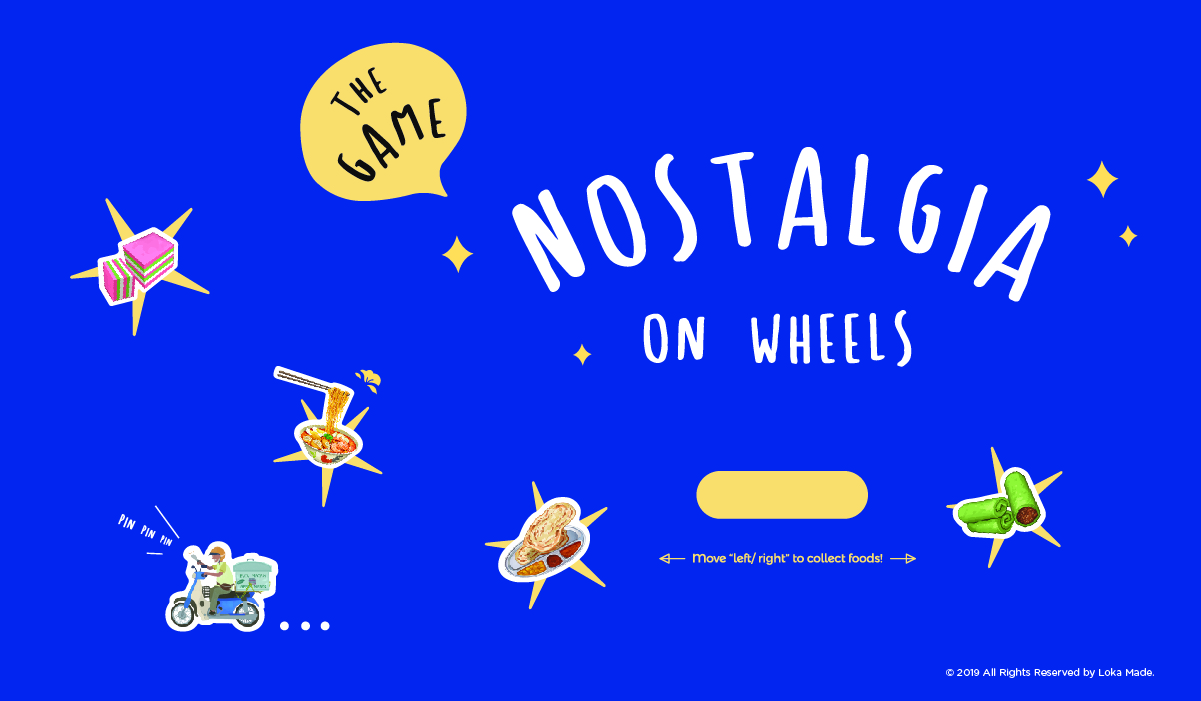 THE
GAME
NOSTALGIA
ON WHEELS
PIN PIN PIN
Move “left/ right” to collect foods!
© 2019 All Rights Reserved by Loka Made.